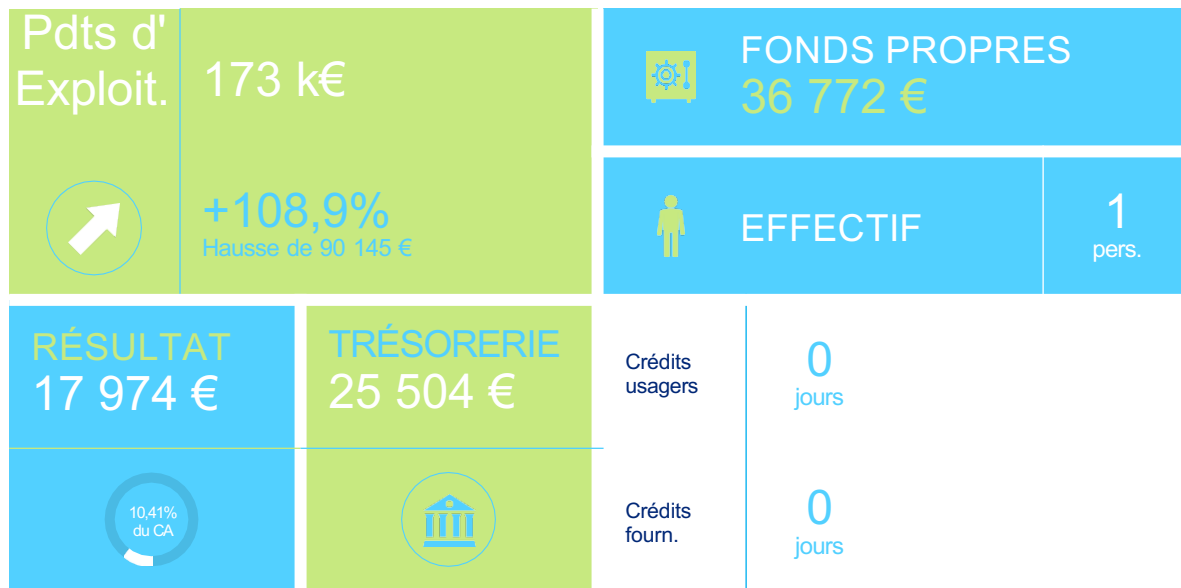 Pdts d'
Exploit.
173 k€
+108,9%
Hausse de 90 145 €
FONDS PROPRES
36 772 €
EFFECTIF
1
pers.
RÉSULTAT
17 974 €
10,41%
du CA
TRÉSORERIE
25 504 €
Crédits
usagers
0
jours
Crédits
fourn.
0
jours